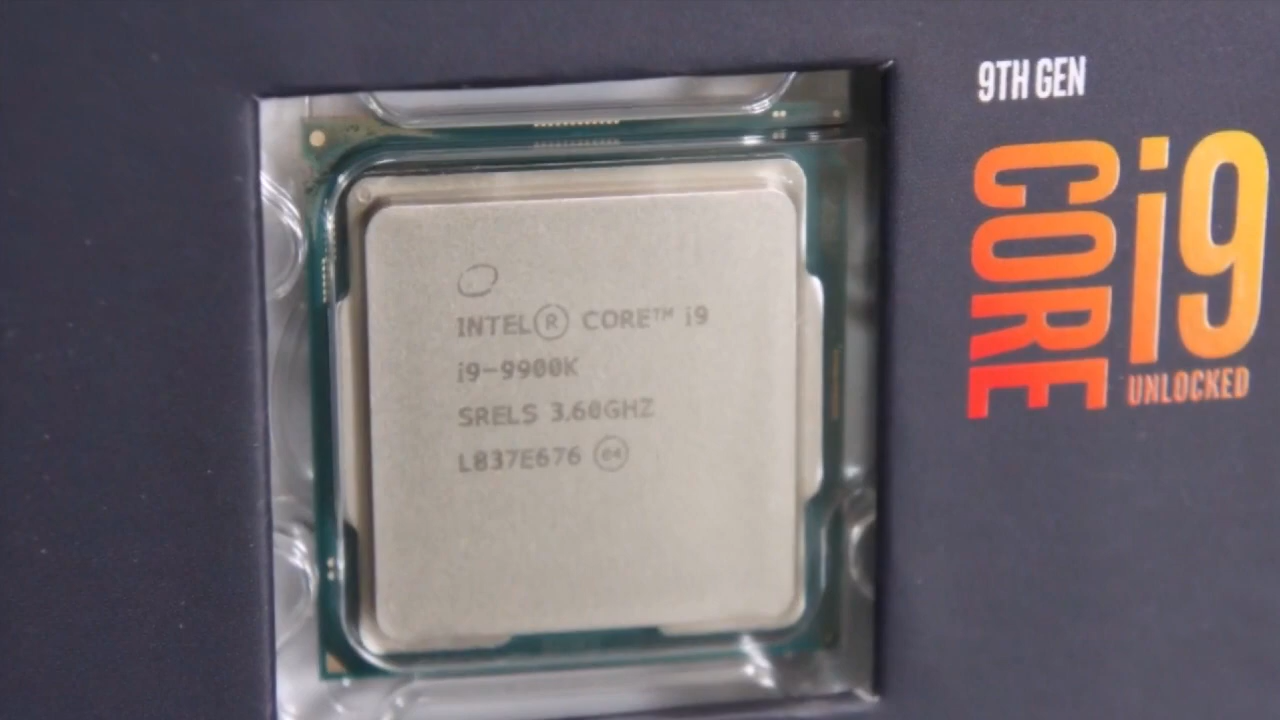 INTEL® CORE™ i9
i9-9900K
SRELS 3.60GHZ
L837E676 e4
9TH GEN
CORE i9
UNLOCKED